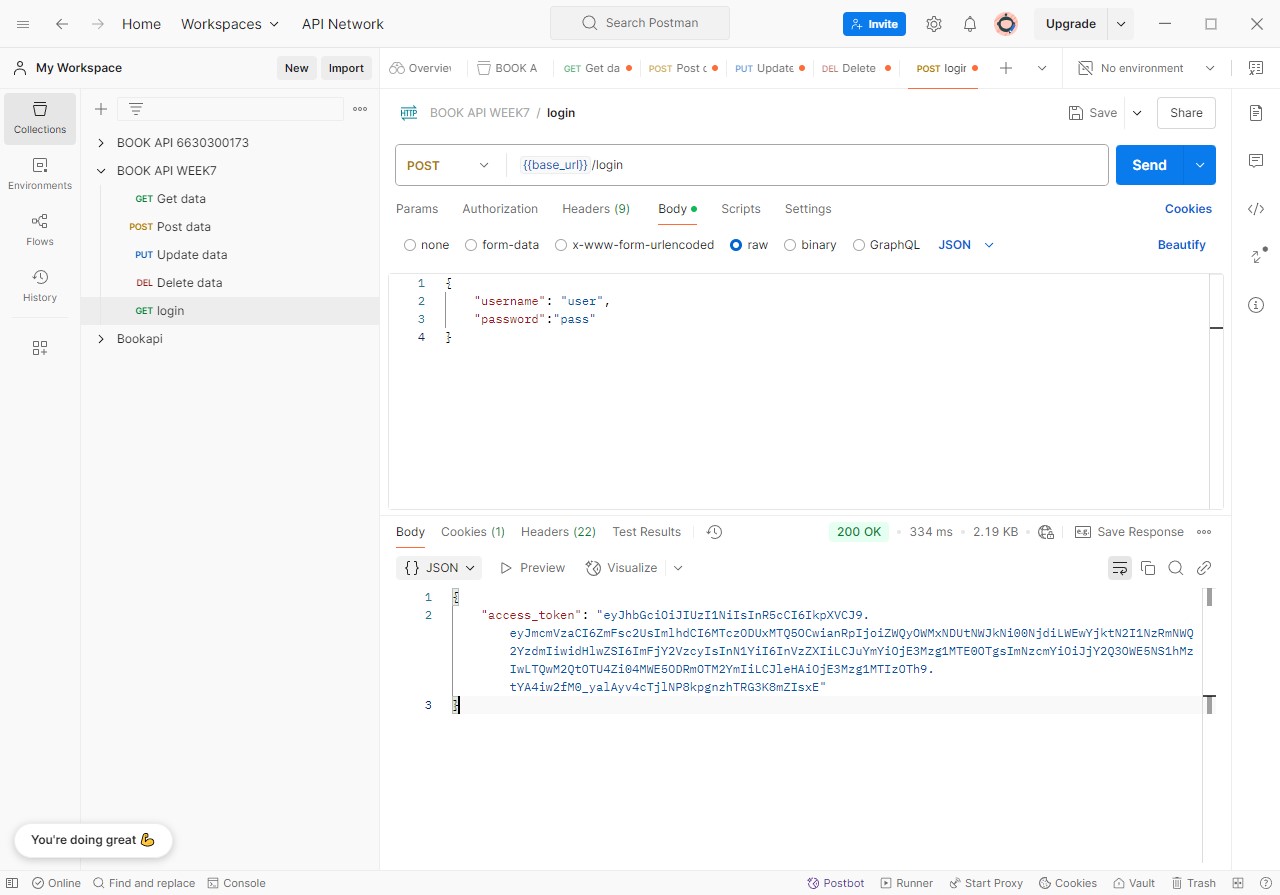 Home Workspaces API Network Search Postman Invite Upgrade
My Workspace New Import Overview BOOK A GET Get da POST Post c PUT Update DEL Delete POST login No environment
Collections
Environments
Flows
History
BOOK API 6630300173
BOOK API WEEK7
GET Get data
POST Post data
PUT Update data
DEL Delete data
GET login
Bookapi
HTTP BOOK API WEEK7 / login Save Share
POST {{base_url}} /login Send
Params Authorization Headers (9) Body Scripts Settings Cookies
none form-data x-www-form-urlencoded raw binary GraphQL JSON Beautify
1 {
2 "username": "user",
3 "password":"pass"
4 }
Body Cookies (1) Headers (22) Test Results 200 OK • 334 ms • 2.19 KB • e.g. Save Response
{} JSON Preview Visualize
1 {
2 "access_token": "eyJhbGciOiJIUzI1NiIsInR5cCI6IkpXVCJ9.
eyJmcmVzaCI6ZmFsc2UsImlhdCI6MTczODUxMTQ5OCwianRpIjoiZWQyOWMxNDUtNWJkNi00NjdiLWEwYjktN2I1NzRmNWQ
2YzdmIiwidHlwZSI6ImFjY2VzcyIsInN1YiI6InVzZXIiLCJuYmYiOjE3Mzg1MTE0OTgsImNzcmYiOiJjY2Q3OWE5NS1hMz
IwLTQwM2QtOTU4Zi04MWE5ODRmOTM2YmIiLCJleHAiOjE3Mzg1MTIzOTh9.
tYA4iw2fM0_yalAyv4cTjlNP8kpgnzhTRG3K8mZIsxE"
3 }
You're doing great 💪
Online Find and replace Console Postbot Runner Start Proxy Cookies Vault Trash